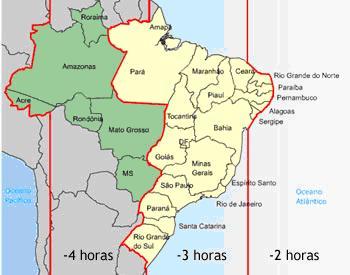 Roraima
Amapá
Amazonas
Pará
Maranhão
Ceara
Rio Grande do Norte
Paraíba
Pernambuco
Acre
Piauí
Alagoas
Sergipe
Rondônia
Tocantine
Mato Grosso
Bahia
DF
Goiás
Minas
Gerais
MS
Espírito Santo
Oceano
Pacífico
Oceano
Atlântico
São Paulo
Rio de Janeiro
Paraná
Santa Catarina
Rio Grande
do Sul
-4 horas
-3 horas
-2 horas